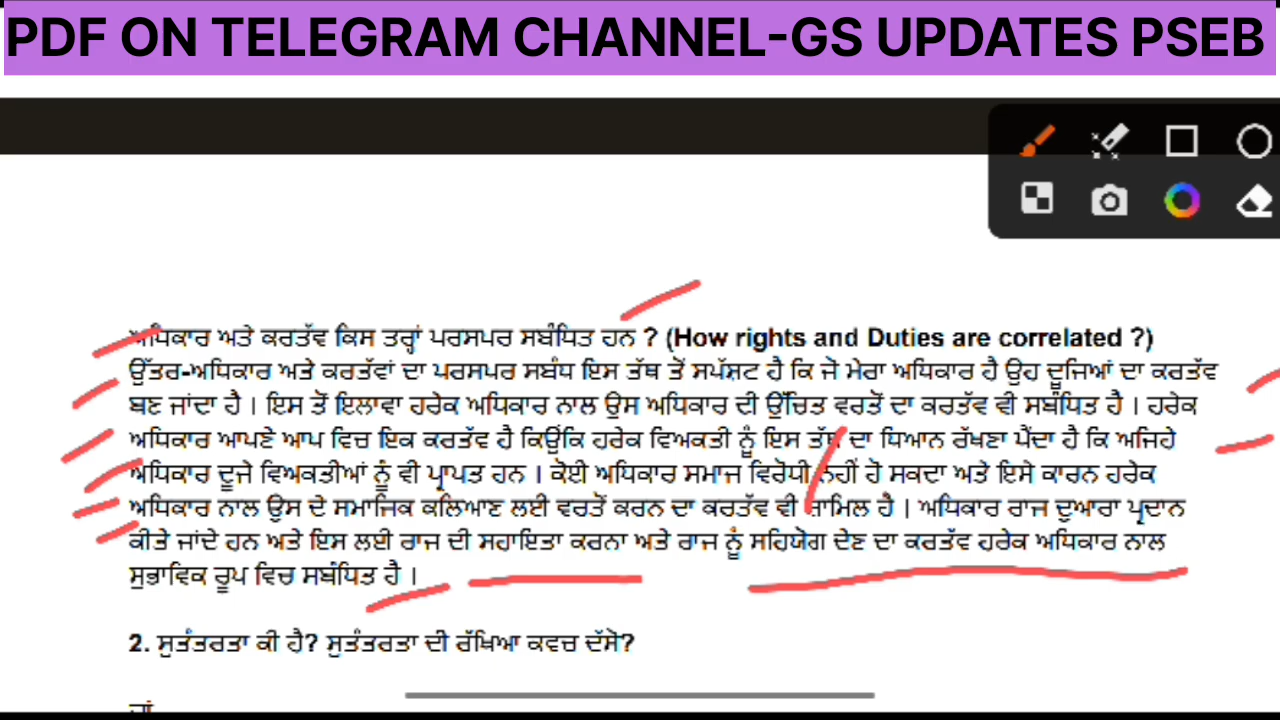 PDF ON TELEGRAM CHANNEL-GS UPDATES PSEB
ਅਧਿਕਾਰ ਅਤੇ ਕਰਤੱਵ ਕਿਸ ਤਰ੍ਹਾਂ ਪਰਸਪਰ ਸਬੰਧਿਤ ਹਨ ? (How rights and Duties are correlated ?)
ਉੱਤਰ-ਅਧਿਕਾਰ ਅਤੇ ਕਰਤੱਵਾਂ ਦਾ ਪਰਸਪਰ ਸਬੰਧ ਇਸ ਤੱਥ ਤੋਂ ਸਪੱਸ਼ਟ ਹੈ ਕਿ ਜੋ ਮੇਰਾ ਅਧਿਕਾਰ ਹੈ ਉਹ ਦੂਜਿਆਂ ਦਾ ਕਰਤੱਵ
ਬਣ ਜਾਂਦਾ ਹੈ । ਇਸ ਤੋਂ ਇਲਾਵਾ ਹਰੇਕ ਅਧਿਕਾਰ ਨਾਲ ਉਸ ਅਧਿਕਾਰ ਦੀ ਉੱਚਿਤ ਵਰਤੋਂ ਦਾ ਕਰਤੱਵ ਵੀ ਸਬੰਧਿਤ ਹੈ । ਹਰੇਕ
ਅਧਿਕਾਰ ਆਪਣੇ ਆਪ ਵਿਚ ਇਕ ਕਰਤੱਵ ਹੈ ਕਿਉਂਕਿ ਹਰੇਕ ਵਿਅਕਤੀ ਨੂੰ ਇਸ ਤੱਥ ਦਾ ਧਿਆਨ ਰੱਖਣਾ ਪੈਂਦਾ ਹੈ ਕਿ ਅਜਿਹੇ
ਅਧਿਕਾਰ ਦੂਜੇ ਵਿਅਕਤੀਆਂ ਨੂੰ ਵੀ ਪ੍ਰਾਪਤ ਹਨ । ਕੋਈ ਅਧਿਕਾਰ ਸਮਾਜ ਵਿਰੋਧੀ ਨਹੀਂ ਹੋ ਸਕਦਾ ਅਤੇ ਇਸੇ ਕਾਰਨ ਹਰੇਕ
ਅਧਿਕਾਰ ਨਾਲ ਉਸ ਦੇ ਸਮਾਜਿਕ ਕਲਿਆਣ ਲਈ ਵਰਤੋਂ ਕਰਨ ਦਾ ਕਰਤੱਵ ਵੀ ਸ਼ਾਮਿਲ ਹੈ । ਅਧਿਕਾਰ ਰਾਜ ਦੁਆਰਾ ਪ੍ਰਦਾਨ
ਕੀਤੇ ਜਾਂਦੇ ਹਨ ਅਤੇ ਇਸ ਲਈ ਰਾਜ ਦੀ ਸਹਾਇਤਾ ਕਰਨਾ ਅਤੇ ਰਾਜ ਨੂੰ ਸਹਿਯੋਗ ਦੇਣ ਦਾ ਕਰਤੱਵ ਹਰੇਕ ਅਧਿਕਾਰ ਨਾਲ
ਸੁਭਾਵਿਕ ਰੂਪ ਵਿਚ ਸਬੰਧਿਤ ਹੈ ।
2. ਸੁਤੰਤਰਤਾ ਕੀ ਹੈ? ਸੁਤੰਤਰਤਾ ਦੀ ਰੱਖਿਆ ਕਵਚ ਦੱਸੋ?